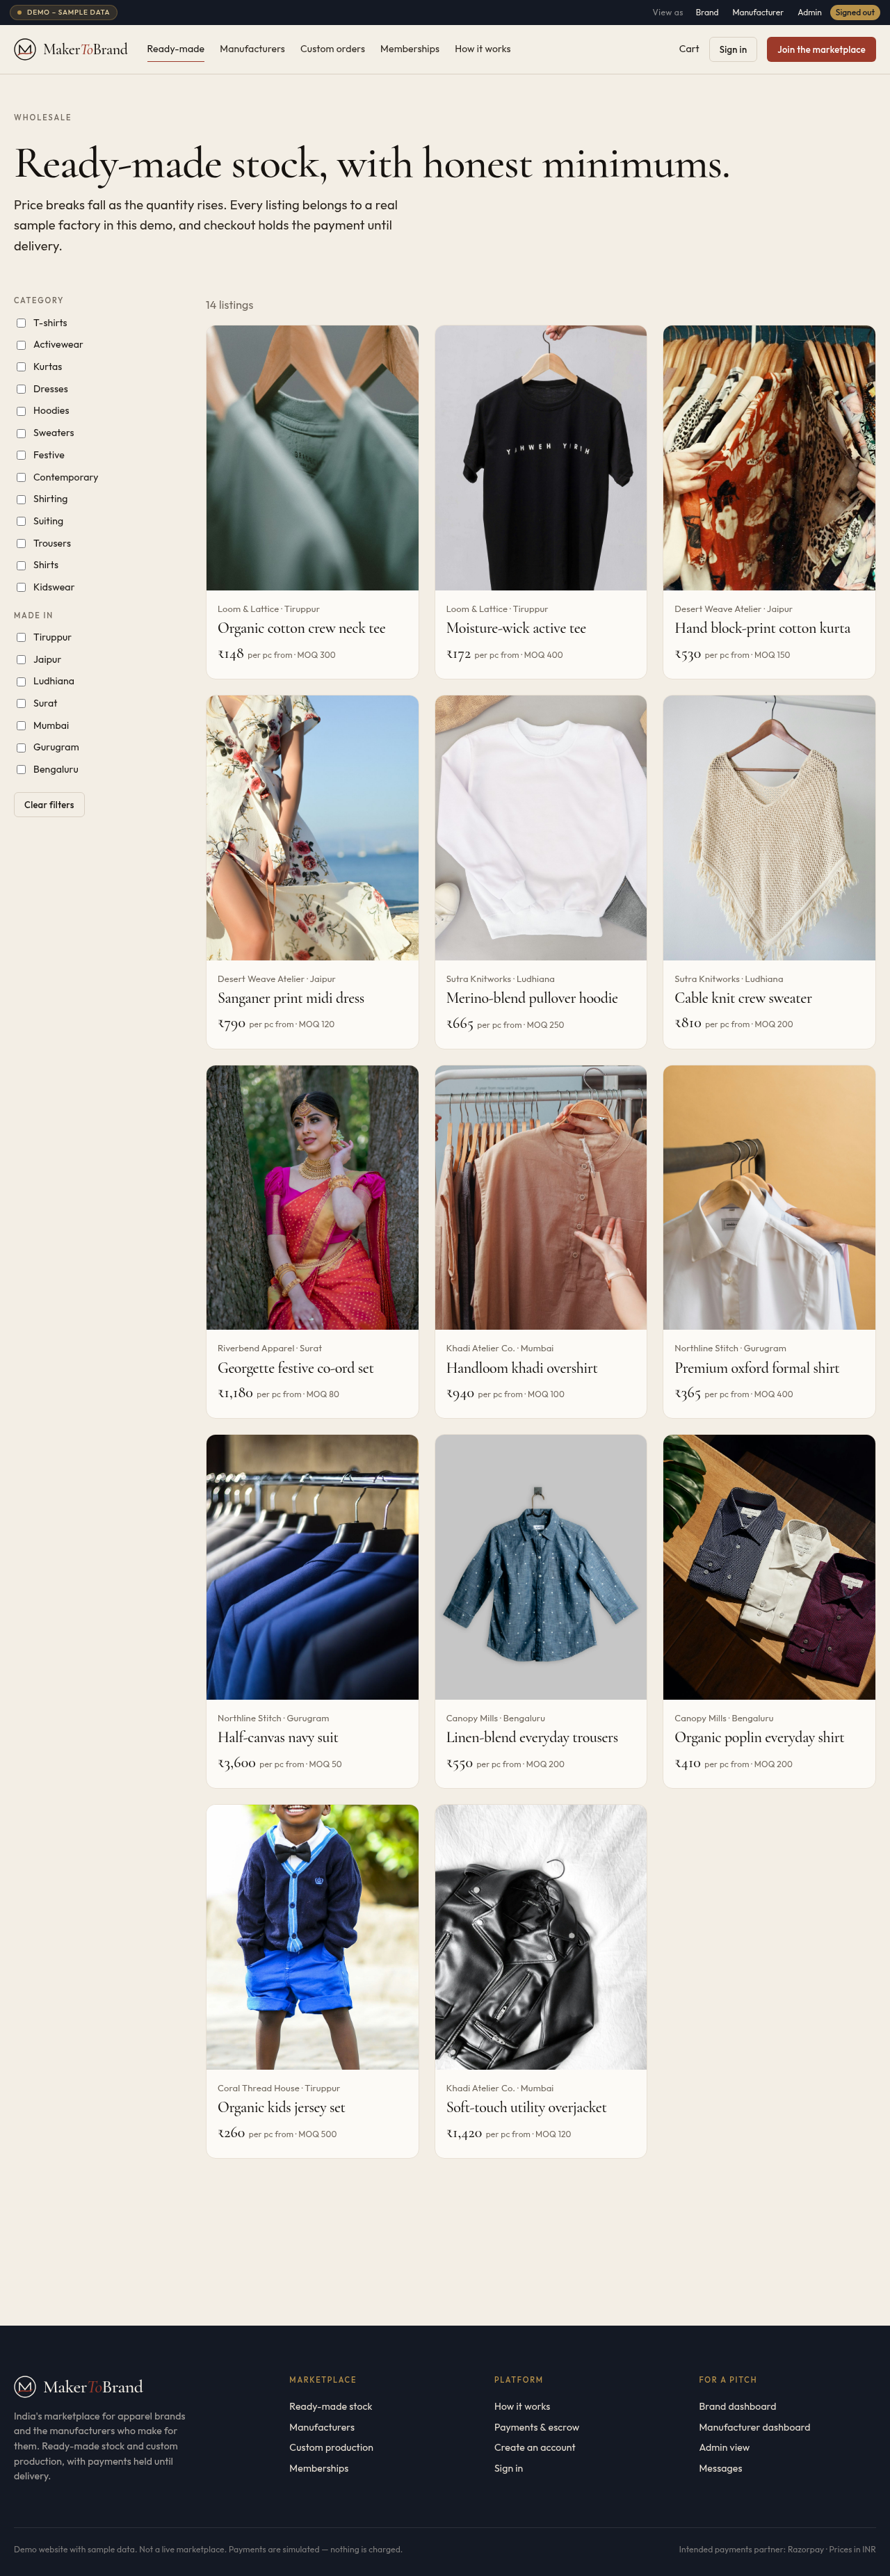 DEMO – SAMPLE DATA
View as Brand Manufacturer Admin Signed out
MakerToBrand Ready-made Manufacturers Custom orders Memberships How it works Cart Sign in Join the marketplace
WHOLESALE
Ready-made stock, with honest minimums.
Price breaks fall as the quantity rises. Every listing belongs to a real
sample factory in this demo, and checkout holds the payment until
delivery.
CATEGORY
T-shirts
Activewear
Kurtas
Dresses
Hoodies
Sweaters
Festive
Contemporary
Shirting
Suiting
Trousers
Shirts
Kidswear
MADE IN
Tiruppur
Jaipur
Ludhiana
Surat
Mumbai
Gurugram
Bengaluru
Clear filters
14 listings
Loom & Lattice · Tiruppur
Organic cotton crew neck tee
₹148 per pc from · MOQ 300
YAHWEH YIRIH
Loom & Lattice · Tiruppur
Moisture-wick active tee
₹172 per pc from · MOQ 400
Desert Weave Atelier · Jaipur
Hand block-print cotton kurta
₹530 per pc from · MOQ 150
Desert Weave Atelier · Jaipur
Sanganer print midi dress
₹790 per pc from · MOQ 120
Sutra Knitworks · Ludhiana
Merino-blend pullover hoodie
₹665 per pc from · MOQ 250
Sutra Knitworks · Ludhiana
Cable knit crew sweater
₹810 per pc from · MOQ 200
Riverbend Apparel · Surat
Georgette festive co-ord set
₹1,180 per pc from · MOQ 80
Khadi Atelier Co. · Mumbai
Handloom khadi overshirt
₹940 per pc from · MOQ 100
Northline Stitch · Gurugram
Premium oxford formal shirt
₹365 per pc from · MOQ 400
Northline Stitch · Gurugram
Half-canvas navy suit
₹3,600 per pc from · MOQ 50
Canopy Mills · Bengaluru
Linen-blend everyday trousers
₹550 per pc from · MOQ 200
Canopy Mills · Bengaluru
Organic poplin everyday shirt
₹410 per pc from · MOQ 200
Coral Thread House · Tiruppur
Organic kids jersey set
₹260 per pc from · MOQ 500
Khadi Atelier Co. · Mumbai
Soft-touch utility overjacket
₹1,420 per pc from · MOQ 120
MakerToBrand
India's marketplace for apparel brands
and the manufacturers who make for
them. Ready-made stock and custom
production, with payments held until
delivery.
MARKETPLACE
Ready-made stock
Manufacturers
Custom production
Memberships
PLATFORM
How it works
Payments & escrow
Create an account
Sign in
FOR A PITCH
Brand dashboard
Manufacturer dashboard
Admin view
Messages
Demo website with sample data. Not a live marketplace. Payments are simulated — nothing is charged.
Intended payments partner: Razorpay · Prices in INR